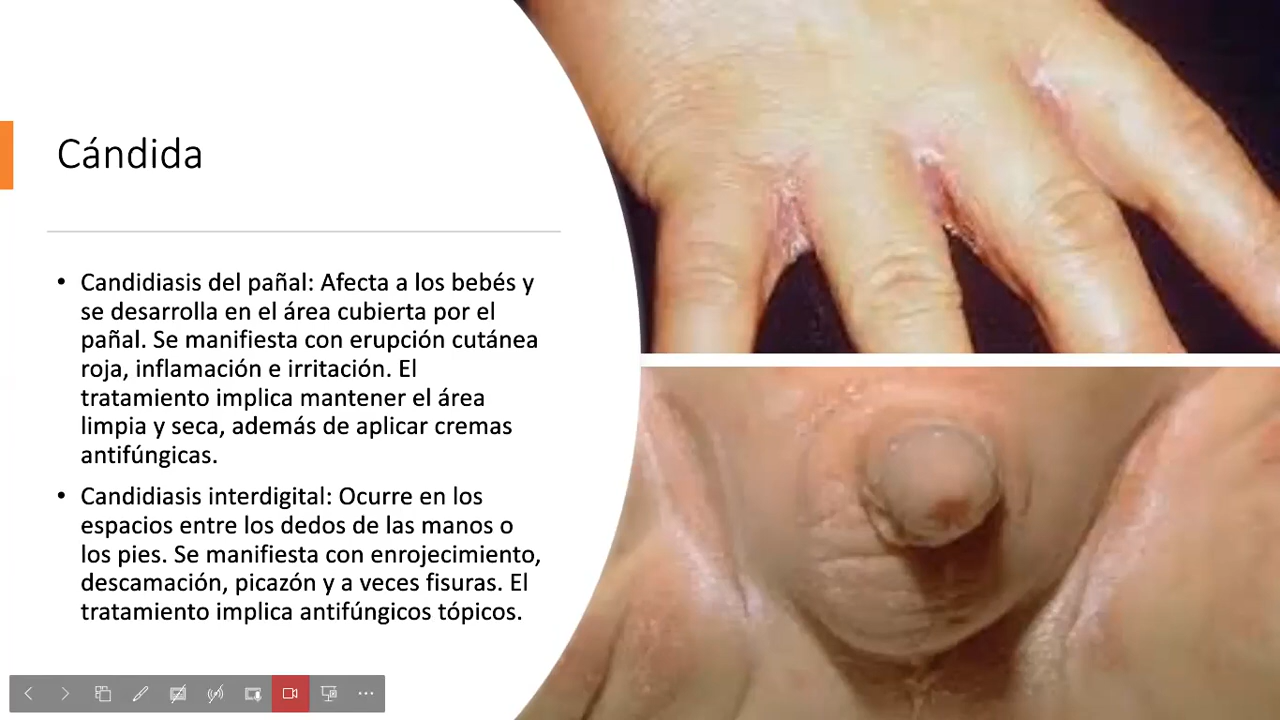 Cándida
• Candidiasis del pañal: Afecta a los bebés y
se desarrolla en el área cubierta por el
pañal. Se manifiesta con erupción cutánea
roja, inflamación e irritación. El
tratamiento implica mantener el área
limpia y seca, además de aplicar cremas
antifúngicas.
• Candidiasis interdigital: Ocurre en los
espacios entre los dedos de las manos o
los pies. Se manifiesta con enrojecimiento,
descamación, picazón y a veces fisuras. El
tratamiento implica antifúngicos tópicos.